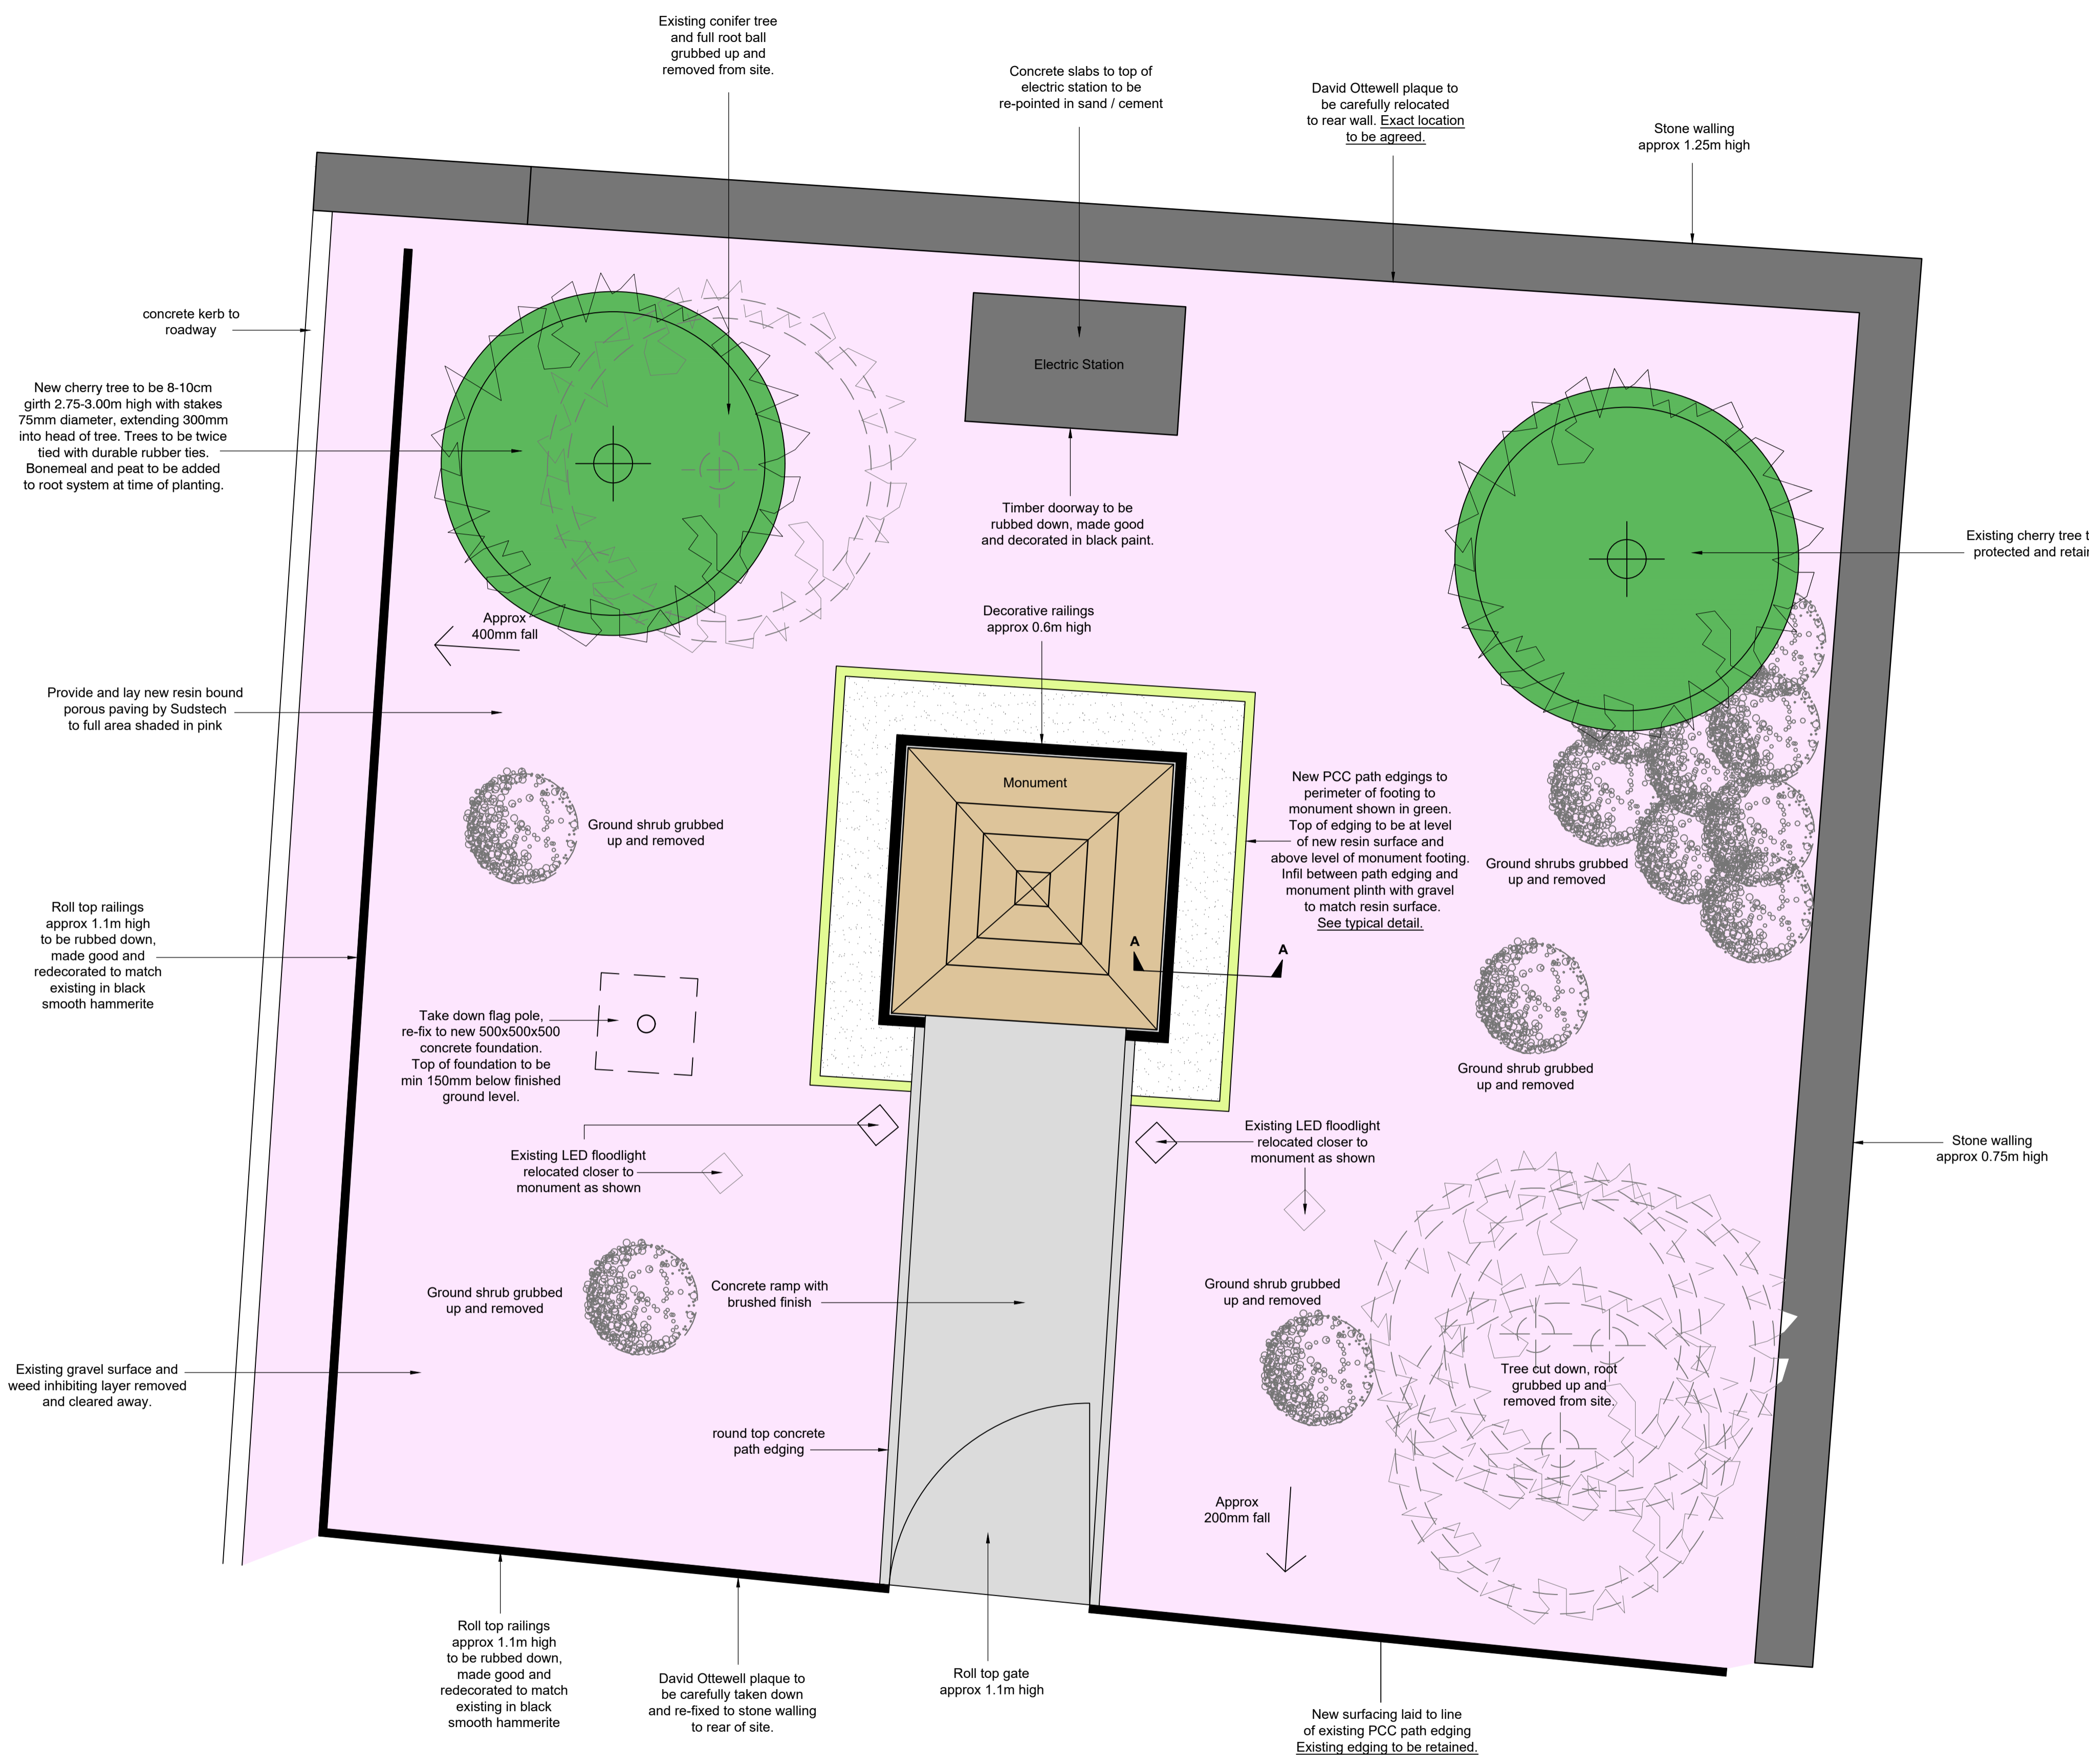 Existing conifer tree
and full root ball
grubbed up and
removed from site.
Concrete slabs to top of
electric station to be
re-pointed in sand / cement
David Ottewell plaque to
be carefully relocated
to rear wall. Exact location
to be agreed.
Stone walling
approx 1.25m high
concrete kerb to
roadway
Electric Station
New cherry tree to be 8-10cm
girth 2.75-3.00m high with stakes
75mm diameter, extending 300mm
into head of tree. Trees to be twice
tied with durable rubber ties.
Bonemeal and peat to be added
to root system at time of planting.
Timber doorway to be
rubbed down, made good
and decorated in black paint.
Existing cherry tree t
protected and retai
Approx
400mm fall
Decorative railings
approx 0.6m high
Provide and lay new resin bound
porous paving by Sudstech
to full area shaded in pink
Monument
New PCC path edgings to
perimeter of footing to
monument shown in green.
Top of edging to be at level
of new resin surface and
above level of monument footing.
Infil between path edging and
monument plinth with gravel
to match resin surface.
See typical detail.
Ground shrub grubbed
up and removed
Ground shrubs grubbed
up and removed
Roll top railings
approx 1.1m high
to be rubbed down,
made good and
redecorated to match
existing in black
smooth hammerite
A
A
Take down flag pole,
re-fix to new 500x500x500
concrete foundation.
Top of foundation to be
min 150mm below finished
ground level.
Ground shrub grubbed
up and removed
Existing LED floodlight
relocated closer to
monument as shown
Existing LED floodlight
relocated closer to
monument as shown
Stone walling
approx 0.75m high
Ground shrub grubbed
up and removed
Concrete ramp with
brushed finish
Ground shrub grubbed
up and removed
Existing gravel surface and
weed inhibiting layer removed
and cleared away.
Tree cut down, root
grubbed up and
removed from site.
round top concrete
path edging
Approx
200mm fall
Roll top railings
approx 1.1m high
to be rubbed down,
made good and
redecorated to match
existing in black
smooth hammerite
David Ottewell plaque to
be carefully taken down
and re-fixed to stone walling
to rear of site.
Roll top gate
approx 1.1m high
New surfacing laid to line
of existing PCC path edging
Existing edging to be retained.